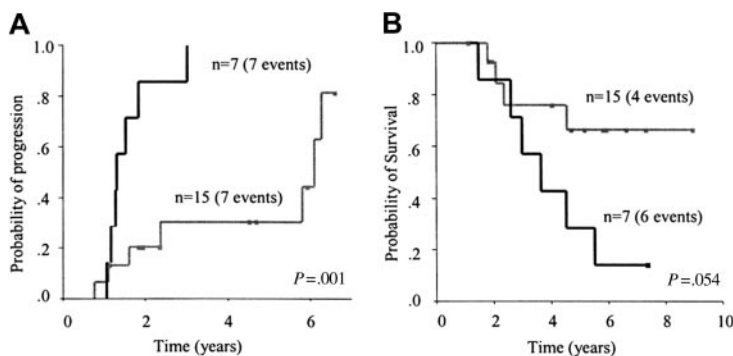 A
Probability of progression
1.0
.8
.6
.4
.2
.0
n=7 (7 events)
n=15 (7 events)
P=.001
0 2 4 6
Time (years)
B
Probability of Survival
1.0
.8
.6
.4
.2
.0
n=15 (4 events)
n=7 (6 events)
P=.054
0 2 4 6 8 10
Time (years)